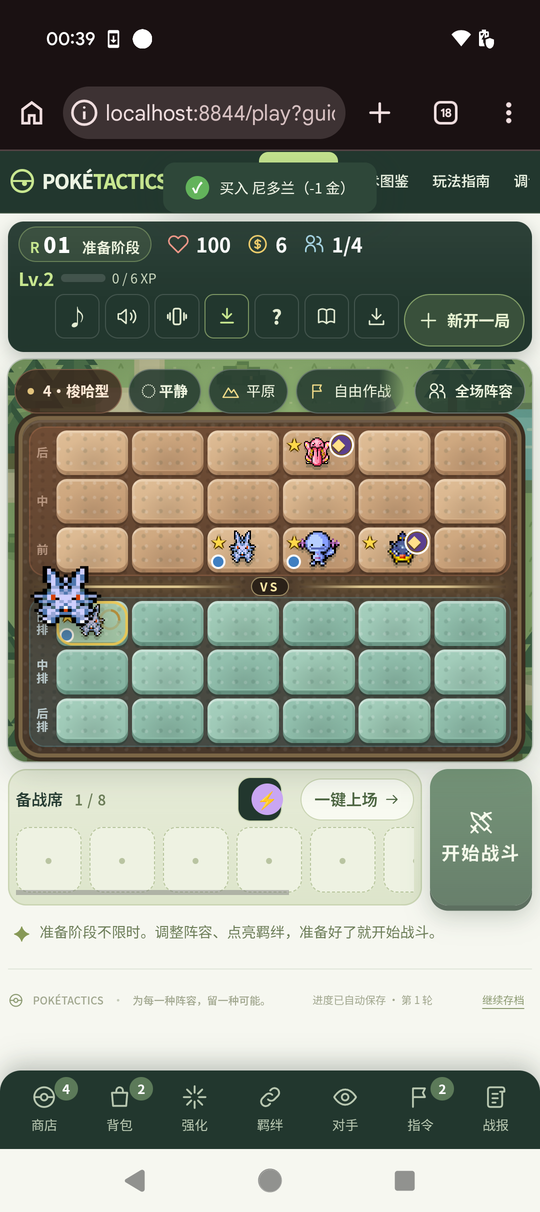 00:39
localhost:8844/play?guid
18
POKÉTACTICS
买入 尼多兰（-1 金）
图鉴
玩法指南
调
R 01 准备阶段
100
6
1/4
Lv.2
0 / 6 XP
?
新开一局
4·梭哈型
平静
平原
自由作战
全场阵容
后
中
前
VS
排
中排
后排
备战席 1 / 8
一键上场 →
开始战斗
准备阶段不限时。调整阵容、点亮羁绊，准备好了就开始战斗。
POKÉTACTICS · 为每一种阵容，留一种可能。
进度已自动保存 · 第 1 轮
继续存档
4
2
2
商店
背包
强化
羁绊
对手
指令
战报